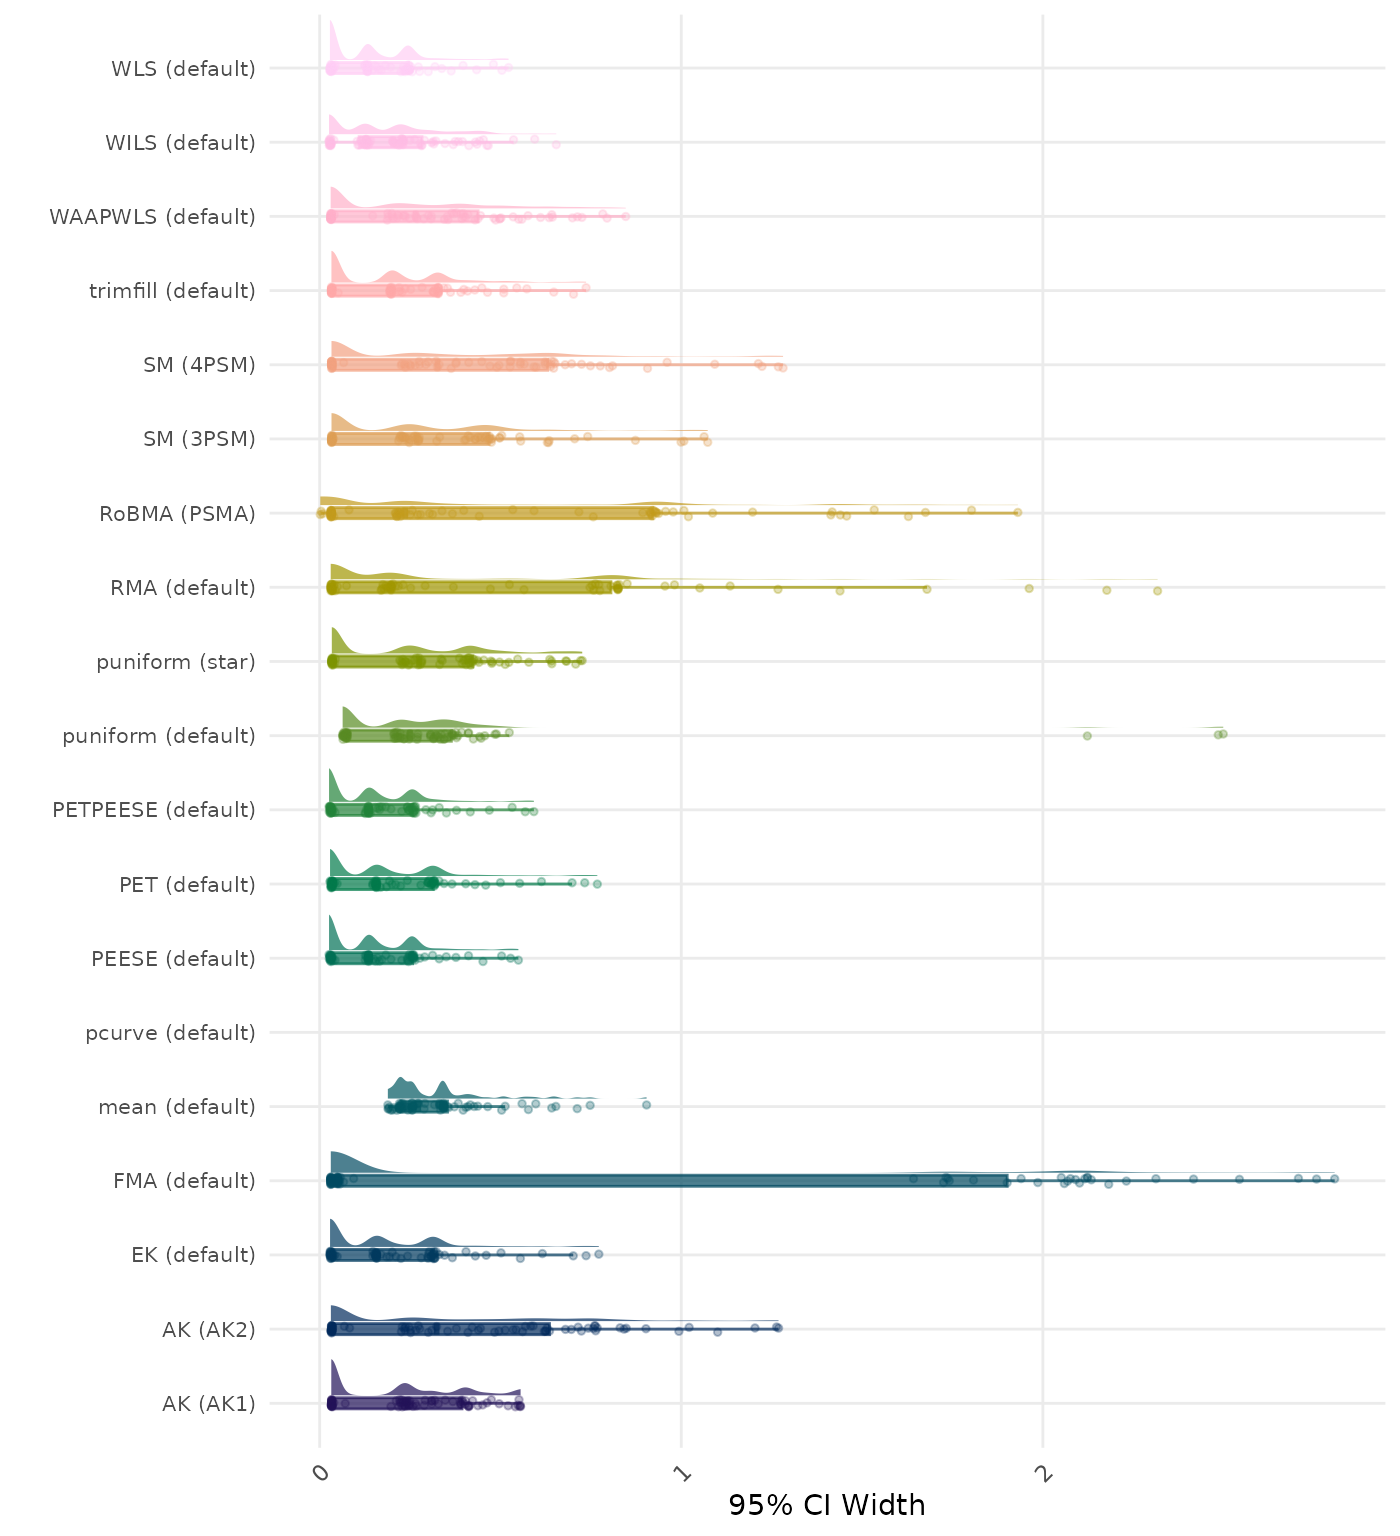 WLS (default)
WILS (default)
WAAPWLS (default)
trimfill (default)
SM (4PSM)
SM (3PSM)
RoBMA (PSMA)
RMA (default)
puniform (star)
puniform (default)
PETPEESE (default)
PET (default)
PEESE (default)
pcurve (default)
mean (default)
FMA (default)
EK (default)
AK (AK2)
AK (AK1)
0 1 2
95% CI Width